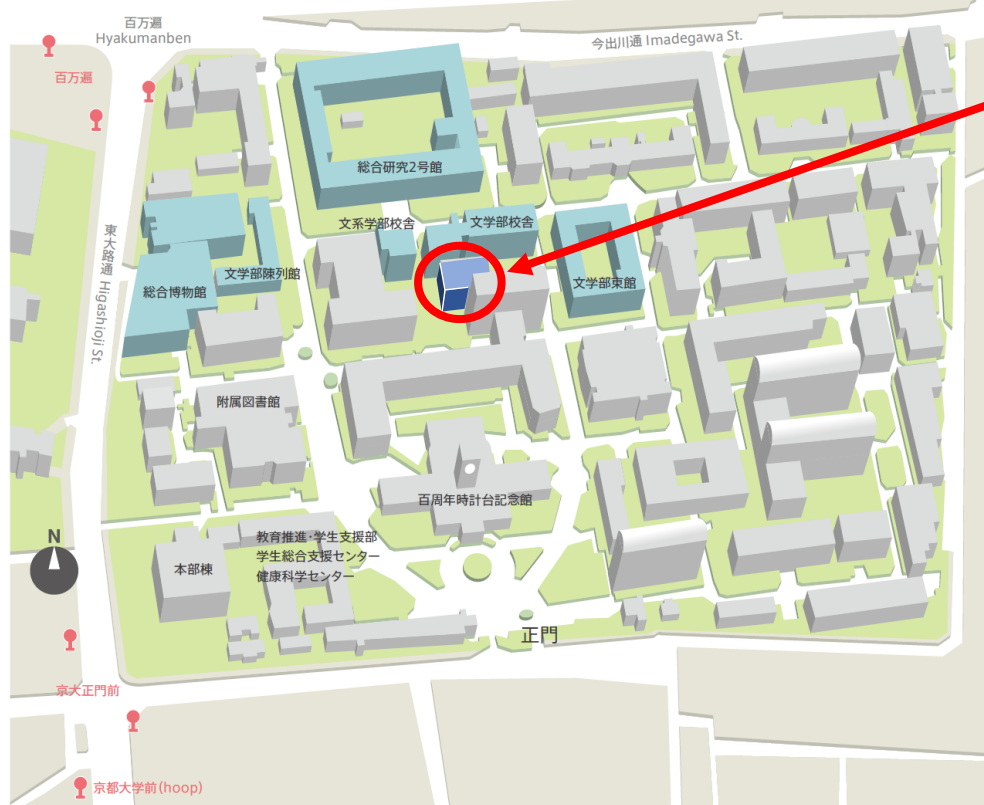 百万遍
Hyakumanben
今出川通 Imadegawa St.
百万遍
総合研究2号館
文系学部校舎
文学部校舎
東大路通 Higashioji St.
文学部陳列館
文学部東館
総合博物館
附属図書館
百周年時計台記念館
N
教育推進・学生支援部
学生総合支援センター
健康科学センター
本部棟
正門
京大正門前
京都大学前(hoop)